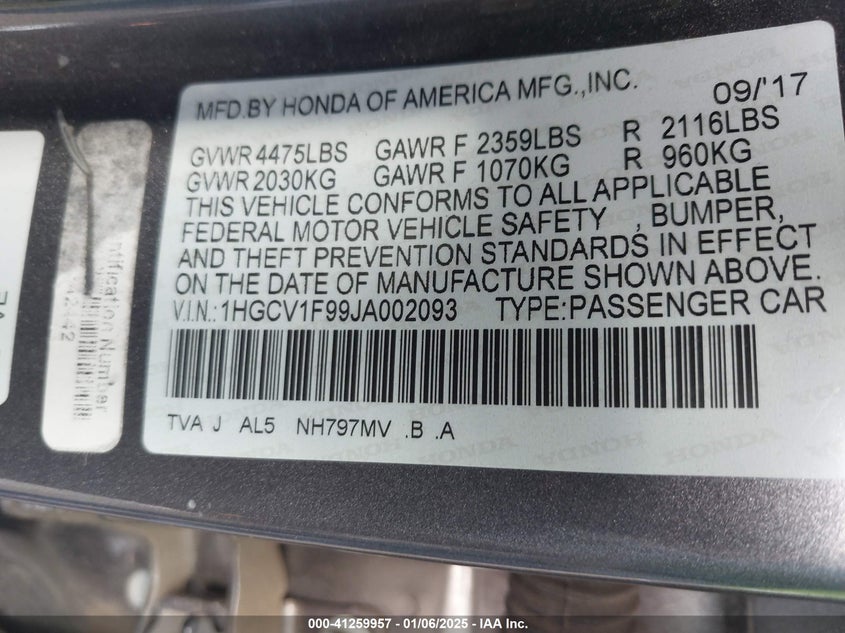 MFD.BY HONDA OF AMERICA MFG.,INC. 09/'17
GVWR 4475LBS GAWR F 2359LBS R 2116LBS
GVWR 2030KG GAWR F 1070KG R 960KG
THIS VEHICLE CONFORMS TO ALL APPLICABLE
FEDERAL MOTOR VEHICLE SAFETY , BUMPER,
AND THEFT PREVENTION STANDARDS IN EFFECT
ON THE DATE OF MANUFACTURE SHOWN ABOVE.
V.I.N.:1HGCV1F99JA002093 TYPE:PASSENGER CAR
TVA J AL5 NH797MV .B .A
Number
000-41259957 - 01/06/2025 - IAA Inc.